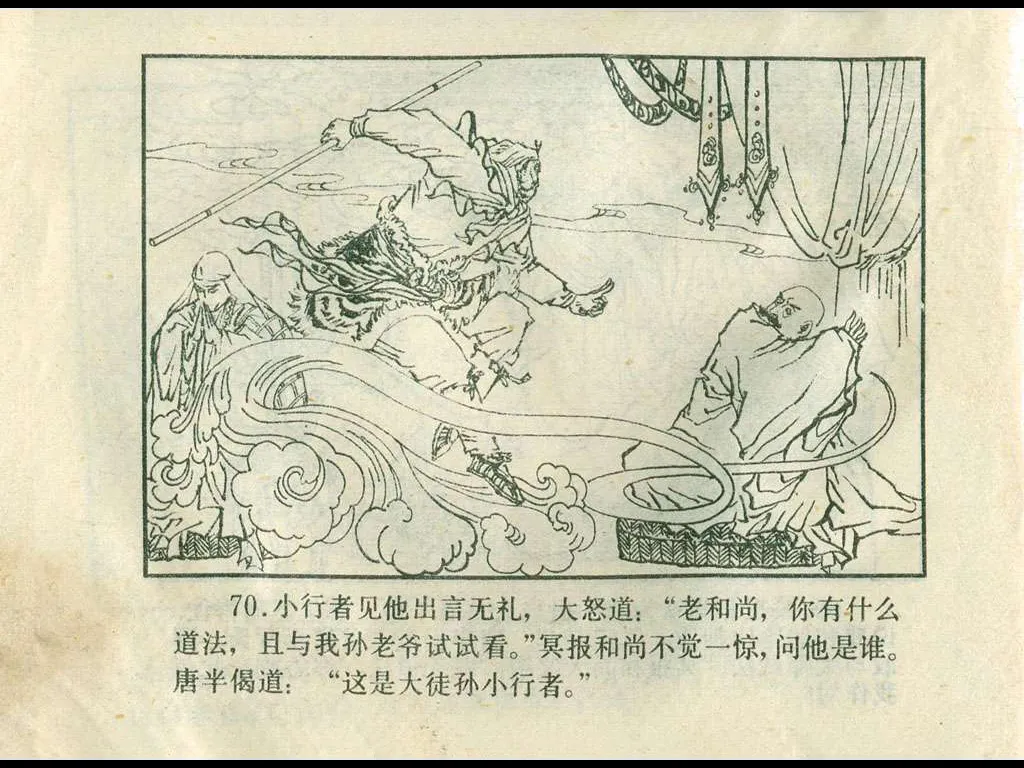 70.小行者见他出言无礼，大怒道：“老和尚，你有什么
道法，且与我孙老爷试试看。”冥报和尚不觉一惊，问他是谁。
唐半偈道：“这是大徒孙小行者。”